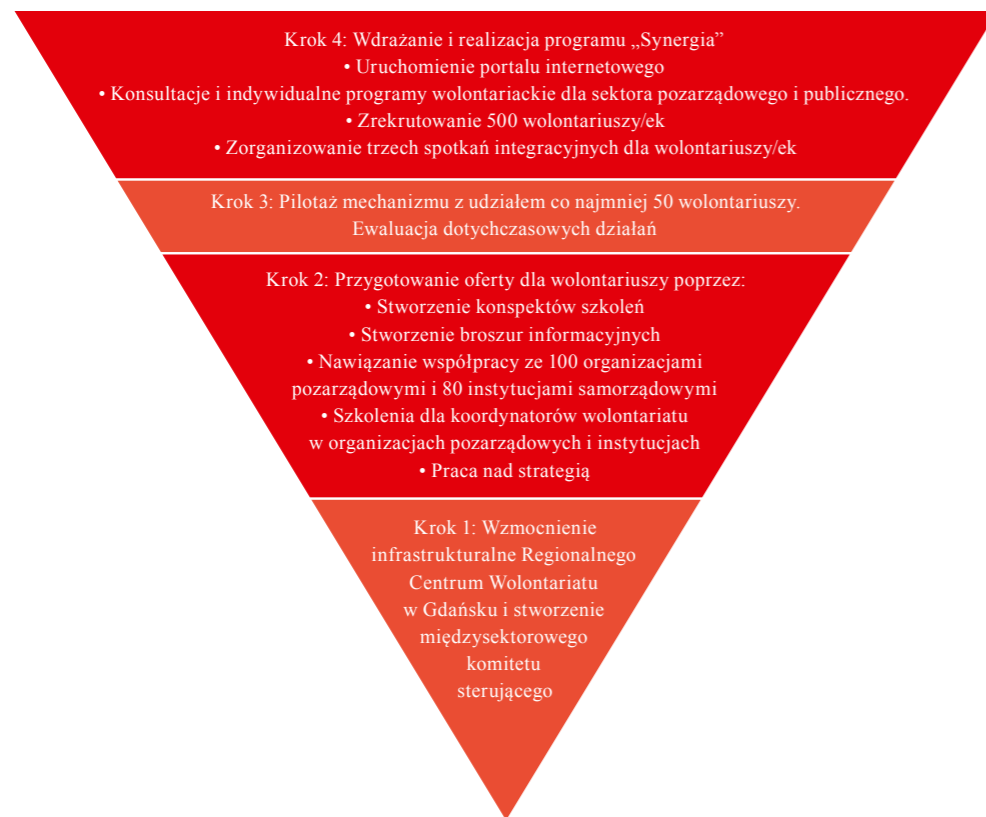 Krok 4: Wdrażanie i realizacja programu „Synergia”
• Uruchomienie portalu internetowego
• Konsultacje i indywidualne programy wolontariackie dla sektora pozarządowego i publicznego.
• Zrekrutowanie 500 wolontariuszy/ek
• Zorganizowanie trzech spotkań integracyjnych dla wolontariuszy/ek
Krok 3: Pilotaż mechanizmu z udziałem co najmniej 50 wolontariuszy.
Ewaluacja dotychczasowych działań
Krok 2: Przygotowanie oferty dla wolontariuszy poprzez:
• Stworzenie konspektów szkoleń
• Stworzenie broszur informacyjnych
• Nawiązanie współpracy ze 100 organizacjami
pozarządowymi i 80 instytucjami samorządowymi
• Szkolenia dla koordynatorów wolontariatu
w organizacjach pozarządowych i instytucjach
• Praca nad strategią
Krok 1: Wzmocnienie
infrastrukturalne Regionalnego
Centrum Wolontariatu
w Gdańsku i stworzenie
międzysektorowego
komitetu
sterującego